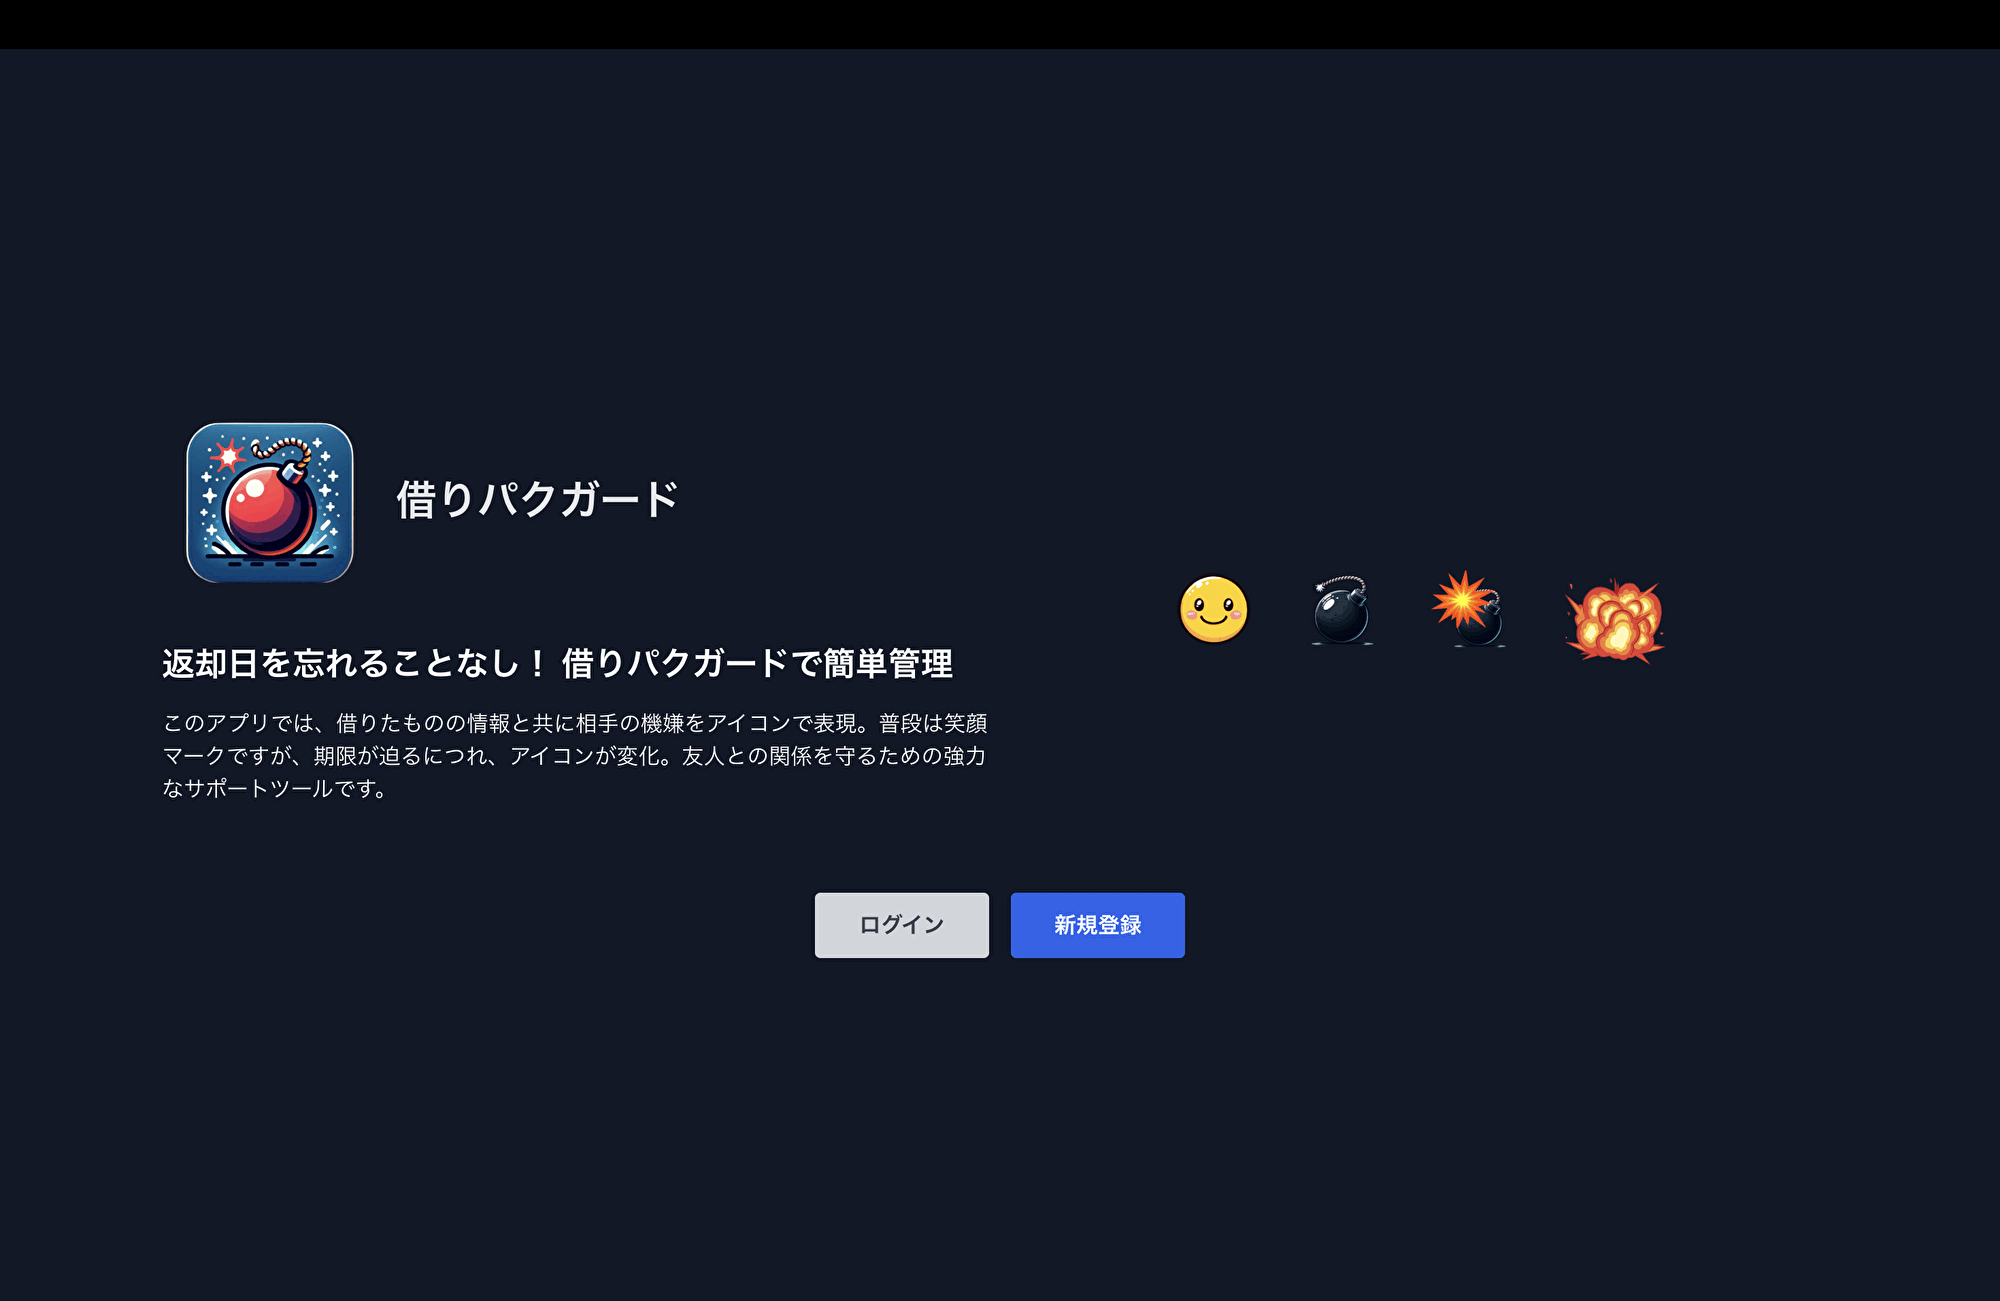 借りパクガード
返却日を忘れることなし！ 借りパクガードで簡単管理
このアプリでは、借りたものの情報と共に相手の機嫌をアイコンで表現。普段は笑顔
マークですが、期限が迫るにつれ、アイコンが変化。友人との関係を守るための強力
なサポートツールです。
ログイン
新規登録